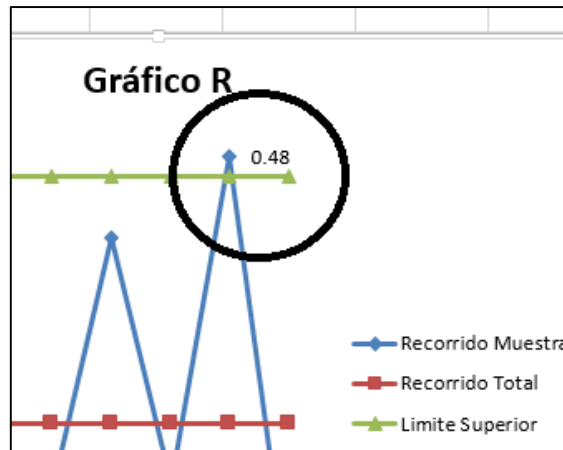 Gráfico R
0.48
Recorrido Muestra
Recorrido Total
Limite Superior